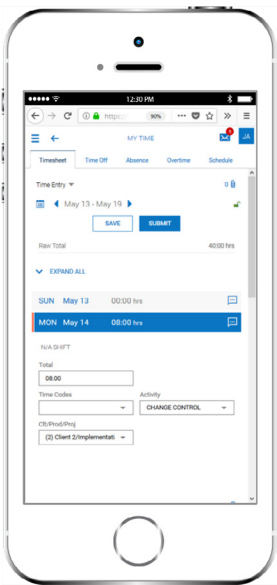 12:30 PM
https: 90%
MY TIME JA
Timesheet Time Off Absence Overtime Schedule
Time Entry 0
May 13 - May 19
SAVE SUBMIT
Raw Total 40:00 hrs
EXPAND ALL
SUN May 13 00:00 hrs
MON May 14 08:00 hrs
N/A SHIFT
Total
08:00
Time Codes Activity
CHANGE CONTROL
Clt/Prod/Proj
(2) Client 2/Implementati